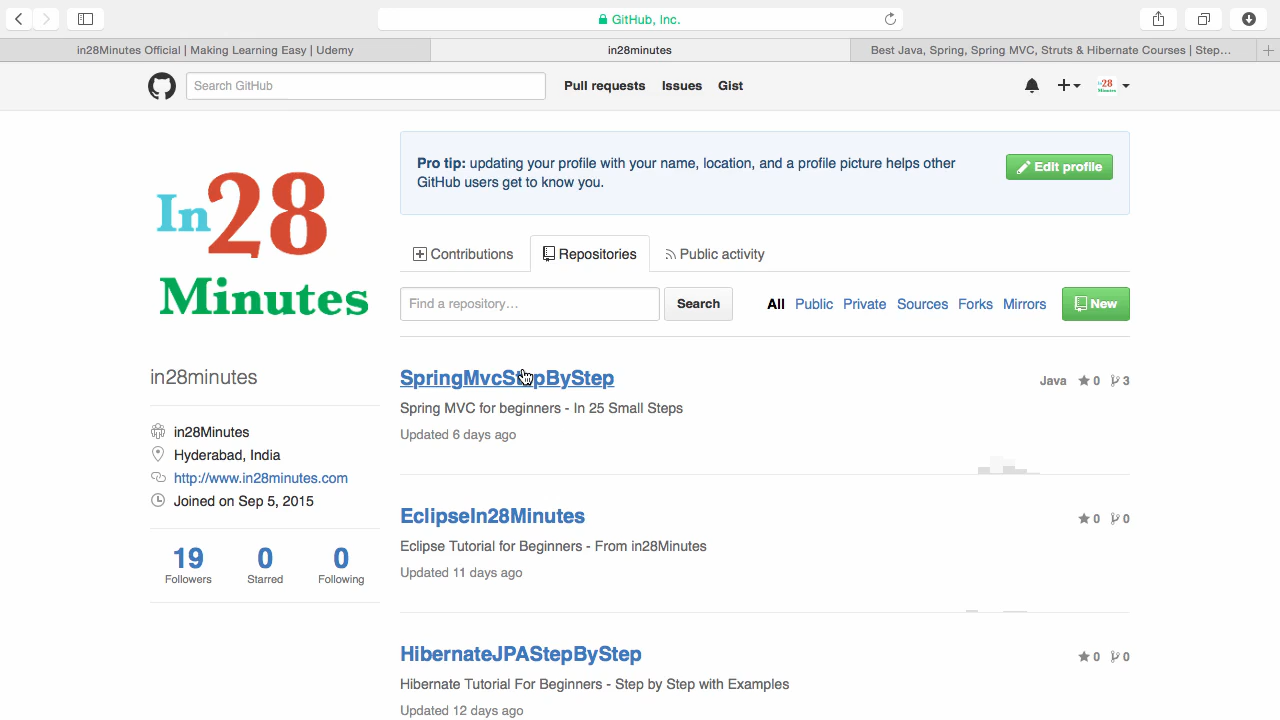 GitHub, Inc.
in28Minutes Official | Making Learning Easy | Udemy
in28minutes
Best Java, Spring, Spring MVC, Struts & Hibernate Courses | Step...
Search GitHub
Pull requests
Issues
Gist
In28
Minutes
Pro tip: updating your profile with your name, location, and a profile picture helps other
GitHub users get to know you.
Edit profile
In28
Minutes
Contributions
Repositories
Public activity
Find a repository...
Search
All
Public
Private
Sources
Forks
Mirrors
New
in28minutes
in28Minutes
Hyderabad, India
http://www.in28minutes.com
Joined on Sep 5, 2015
19
Followers
0
Starred
0
Following
SpringMvcStepByStep
Java
0
3
Spring MVC for beginners - In 25 Small Steps
Updated 6 days ago
EclipseIn28Minutes
0
0
Eclipse Tutorial for Beginners - From in28Minutes
Updated 11 days ago
HibernateJPAStepByStep
0
0
Hibernate Tutorial For Beginners - Step by Step with Examples
Updated 12 days ago